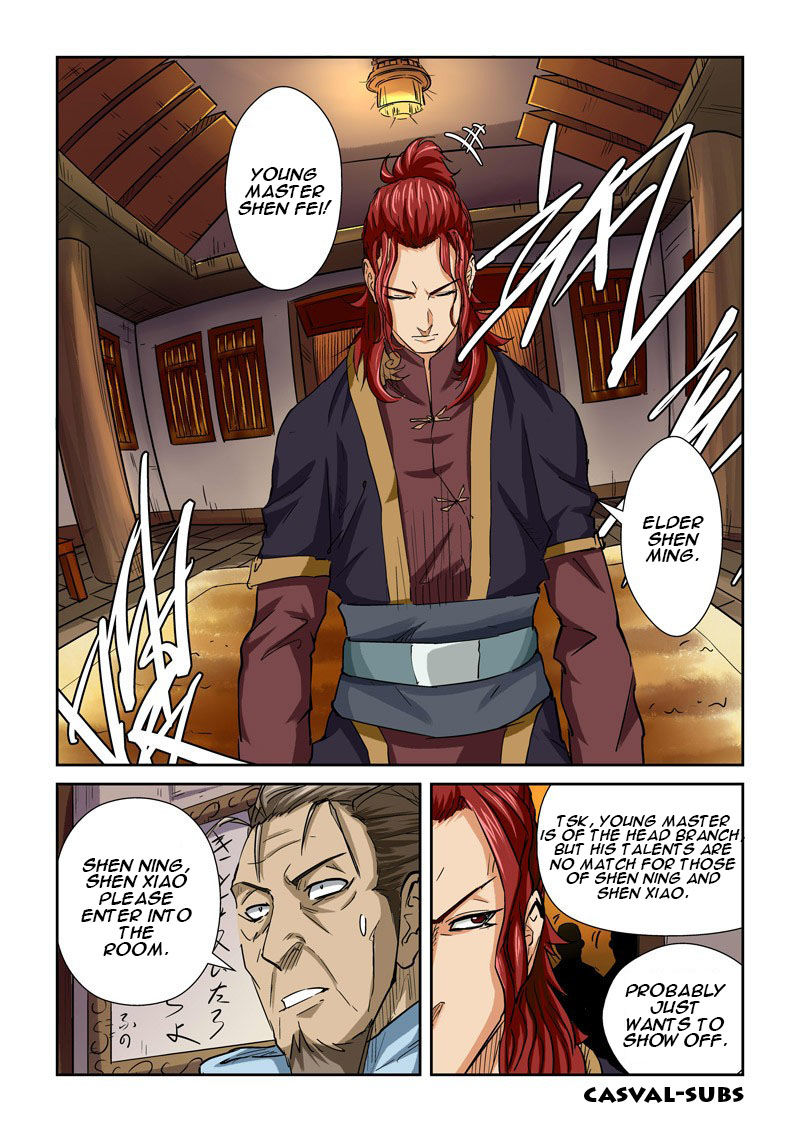 YOUNG
MASTER
SHEN FEI!
ELDER
SHEN
MING.
SHEN NING,
SHEN XIAO
PLEASE
ENTER INTO
THE
ROOM.
TSK, YOUNG MASTER
IS OF THE HEAD BRANCH,
BUT HIS TALENTS ARE
NO MATCH FOR THOSE
OF SHEN NING AND
SHEN XIAO.
PROBABLY
JUST
WANTS TO
SHOW OFF.
CASVAL-SUBS